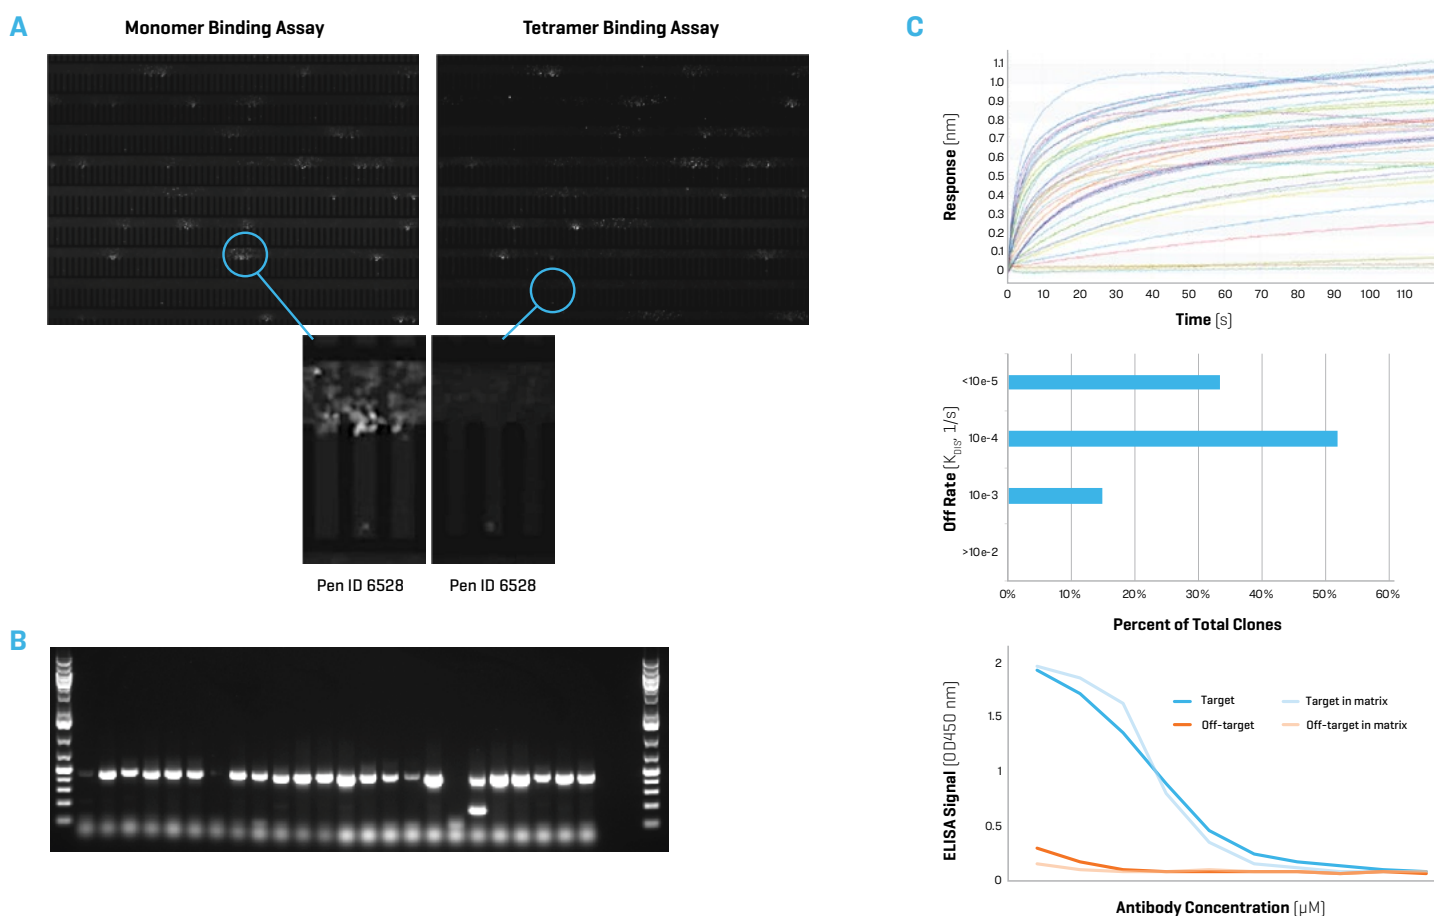 A
Monomer Binding Assay
Tetramer Binding Assay
Pen ID 6528
Pen ID 6528
B
C
Response [nm]
1.1
1.0
0.9
0.8
0.7
0.6
0.5
0.4
0.3
0.2
0.1
0
0 10 20 30 40 50 60 70 80 90 100 110
Time [s]
Off Rate [K_DIS, 1/s]
<10e-5
10e-4
10e-3
>10e-2
0% 10% 20% 30% 40% 50% 60%
Percent of Total Clones
ELISA Signal [OD450 nm]
2
1.5
1
0.5
0
Target
Target in matrix
Off-target
Off-target in matrix
Antibody Concentration [µM]